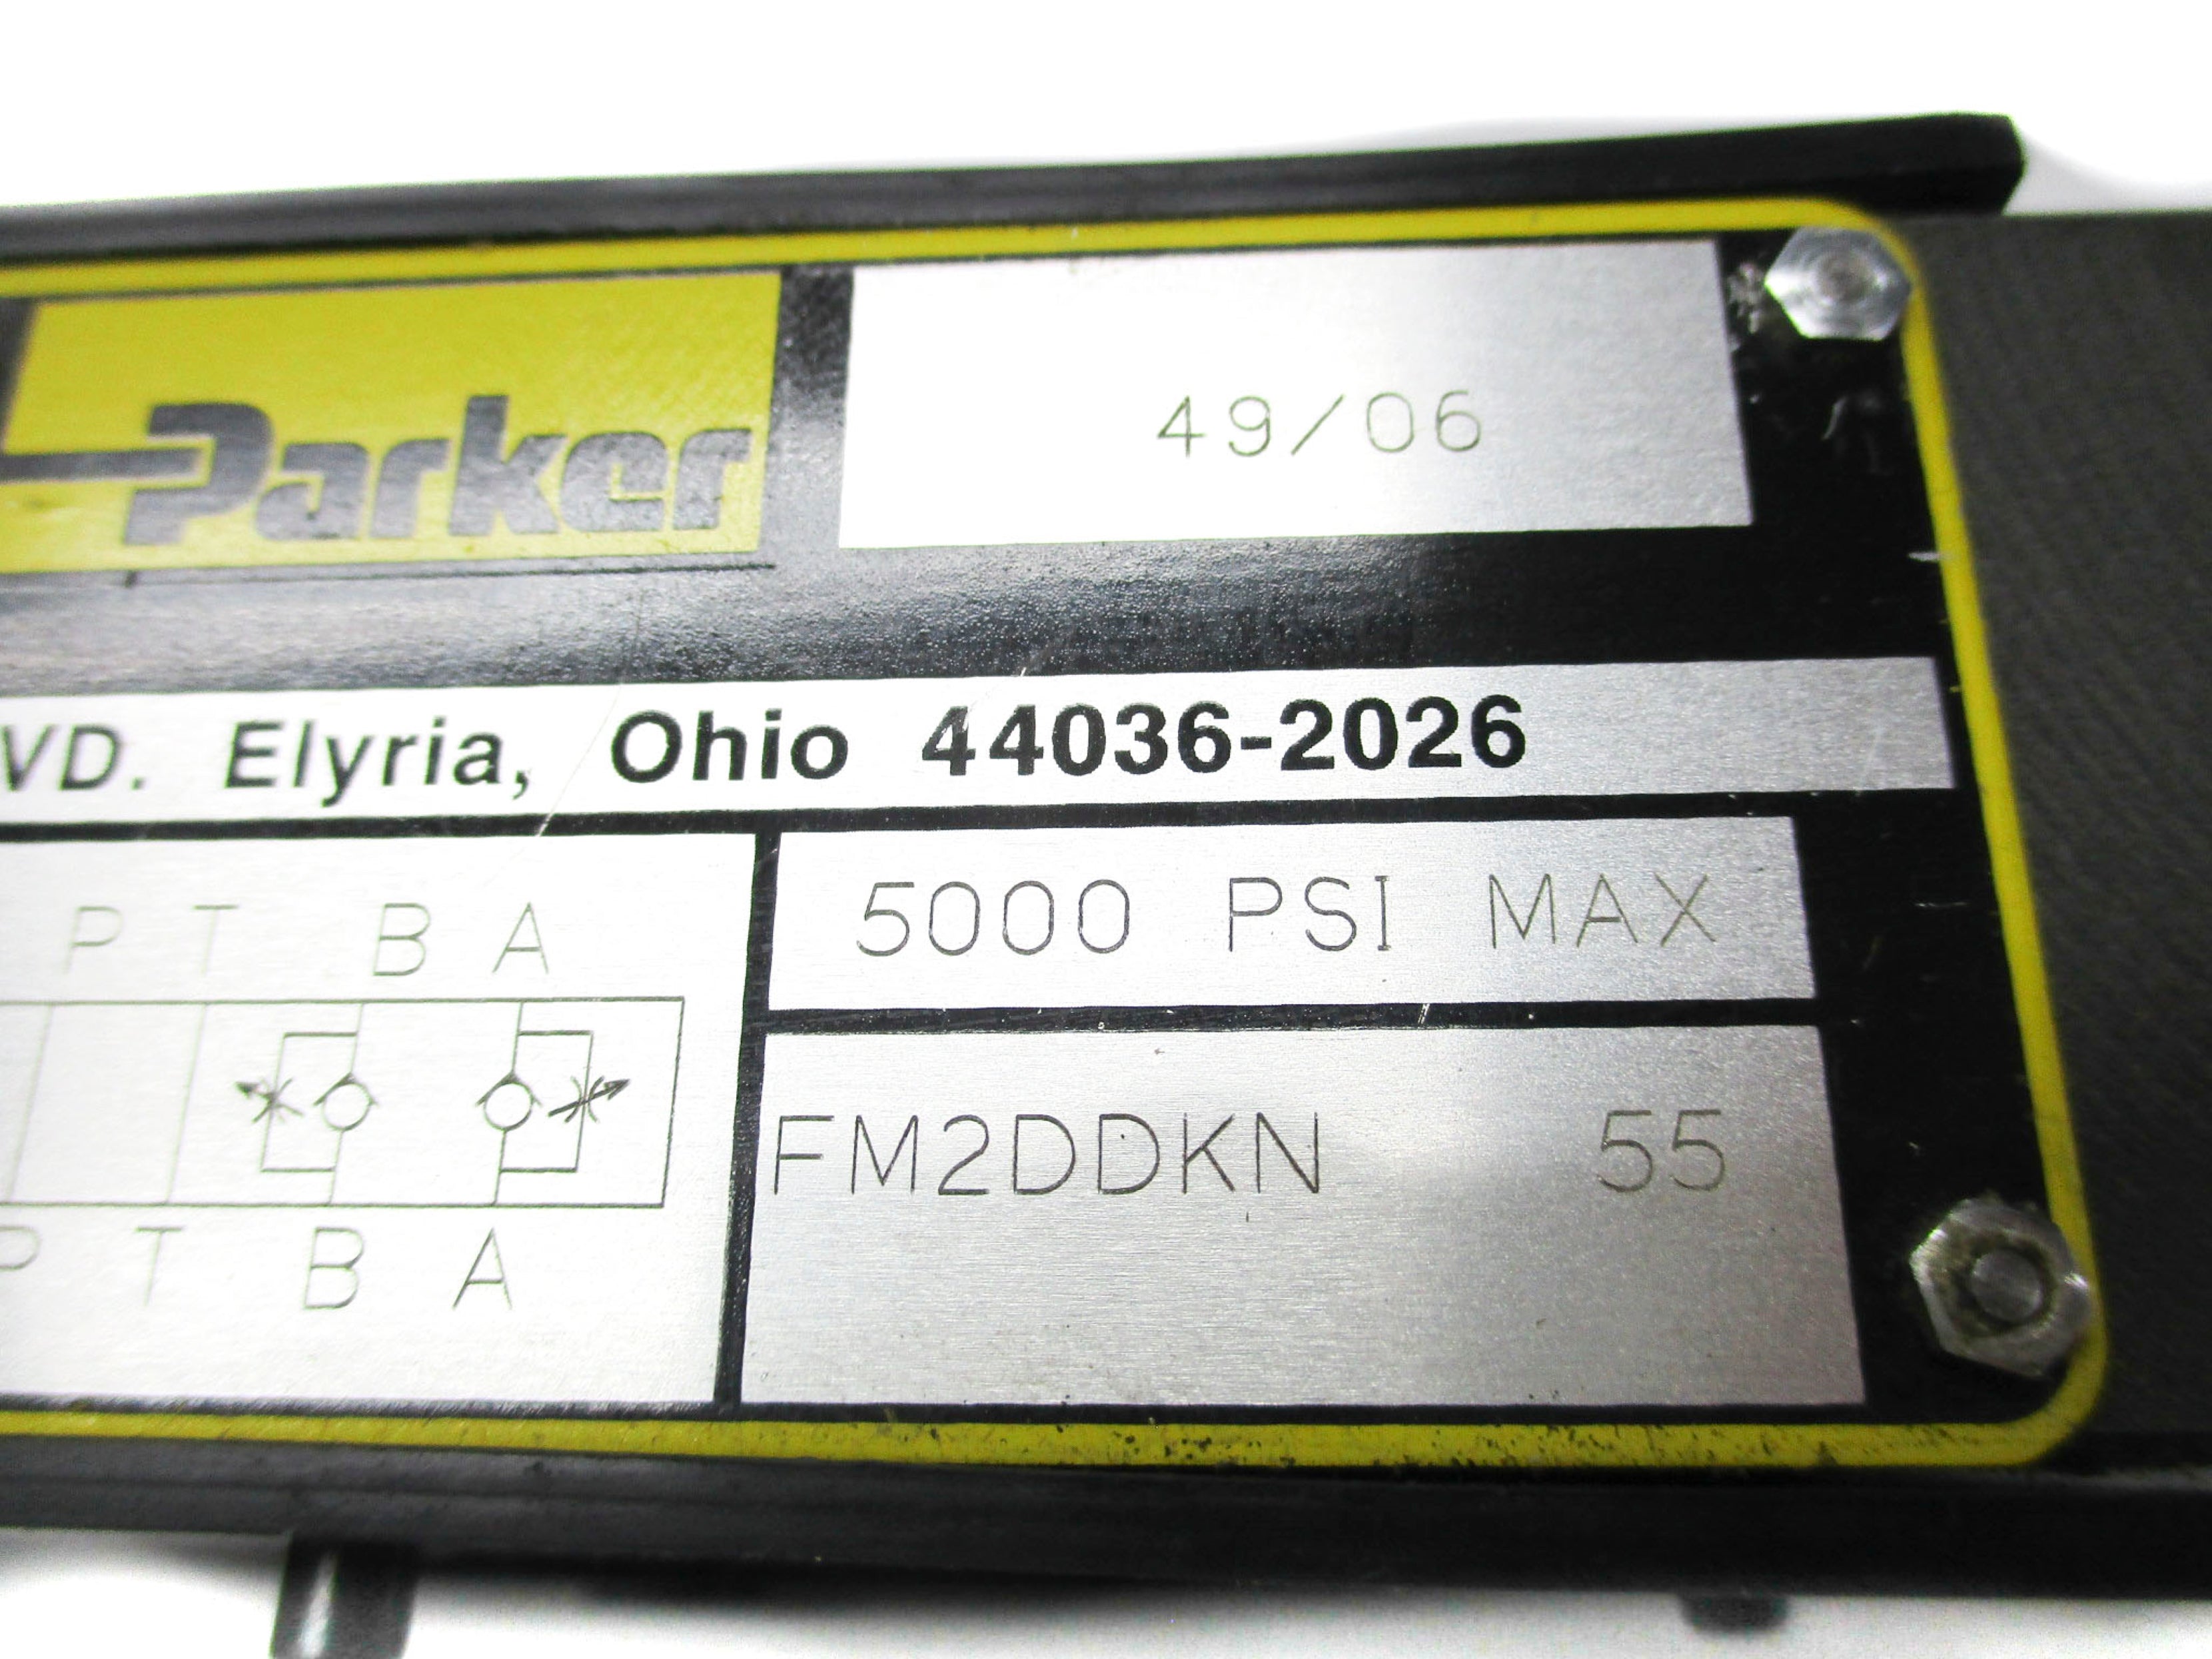 Parker
49/06
VD. Elyria, Ohio 44036-2026
P T B A
5000 PSI MAX
FM2DDKN 55
P T B A